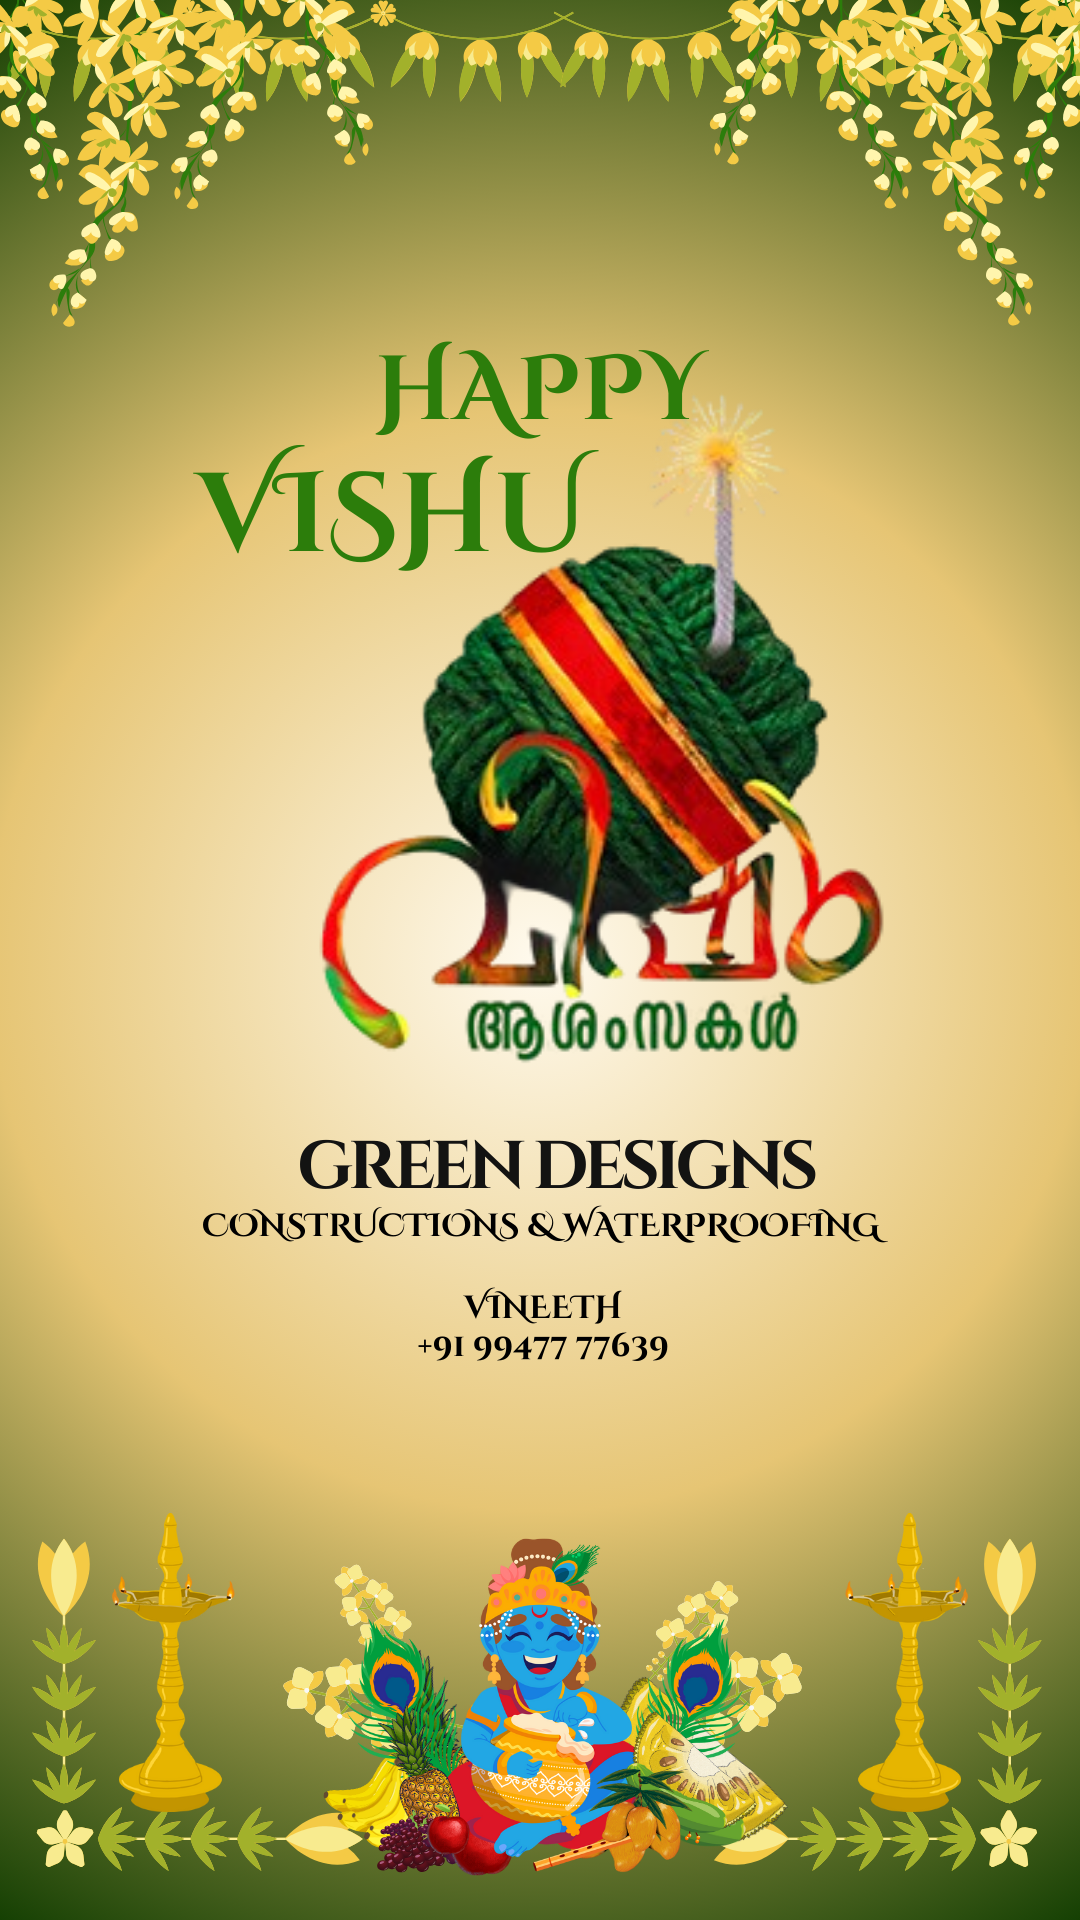 HAPPY
VISHU
വിഷു
ആശംസകൾ
GREEN DESIGNS
CONSTRUCTIONS & WATERPROOFING
VINEETH
+91 99477 77639